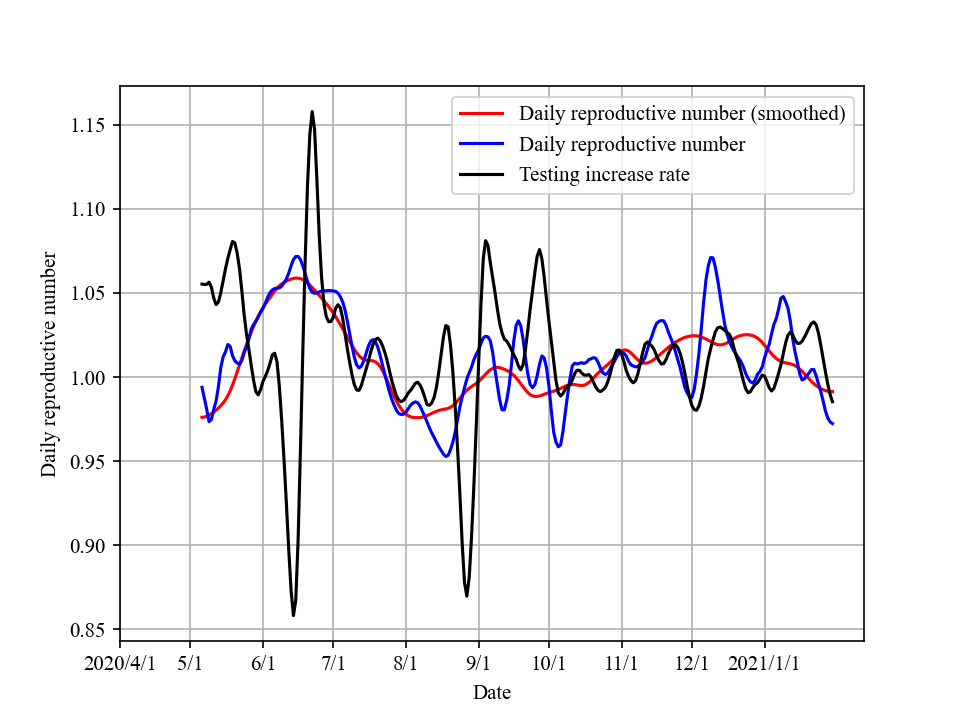 Daily reproductive number (smoothed)
Daily reproductive number
Testing increase rate
Daily reproductive number
1.15
1.10
1.05
1.00
0.95
0.90
0.85
2020/4/1 5/1 6/1 7/1 8/1 9/1 10/1 11/1 12/1 2021/1/1
Date